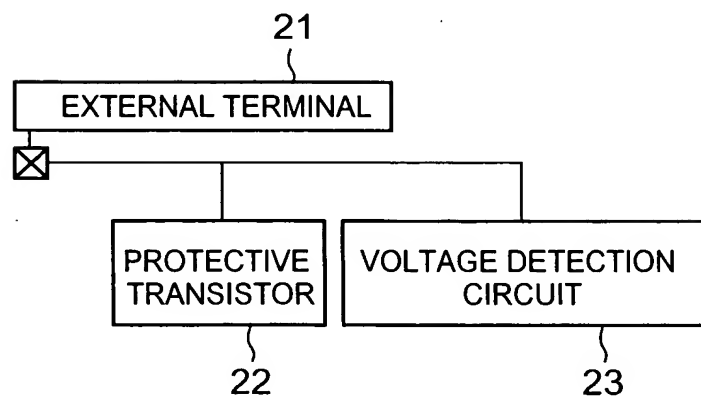 21
EXTERNAL TERMINAL
PROTECTIVE
TRANSISTOR
VOLTAGE DETECTION
CIRCUIT
22
23